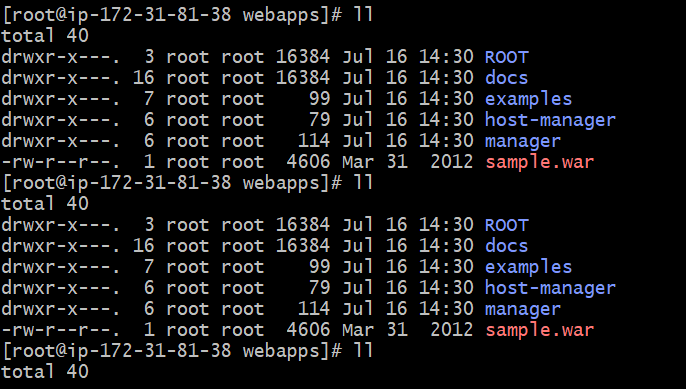 [root@ip-172-31-81-38 webapps]# ll
total 40
drwxr-x---.  3 root root 16384 Jul 16 14:30 ROOT
drwxr-x---. 16 root root 16384 Jul 16 14:30 docs
drwxr-x---.  7 root root    99 Jul 16 14:30 examples
drwxr-x---.  6 root root    79 Jul 16 14:30 host-manager
drwxr-x---.  6 root root   114 Jul 16 14:30 manager
-rw-r--r--.  1 root root  4606 Mar 31  2012 sample.war
[root@ip-172-31-81-38 webapps]# ll
total 40
drwxr-x---.  3 root root 16384 Jul 16 14:30 ROOT
drwxr-x---. 16 root root 16384 Jul 16 14:30 docs
drwxr-x---.  7 root root    99 Jul 16 14:30 examples
drwxr-x---.  6 root root    79 Jul 16 14:30 host-manager
drwxr-x---.  6 root root   114 Jul 16 14:30 manager
-rw-r--r--.  1 root root  4606 Mar 31  2012 sample.war
[root@ip-172-31-81-38 webapps]# ll
total 40